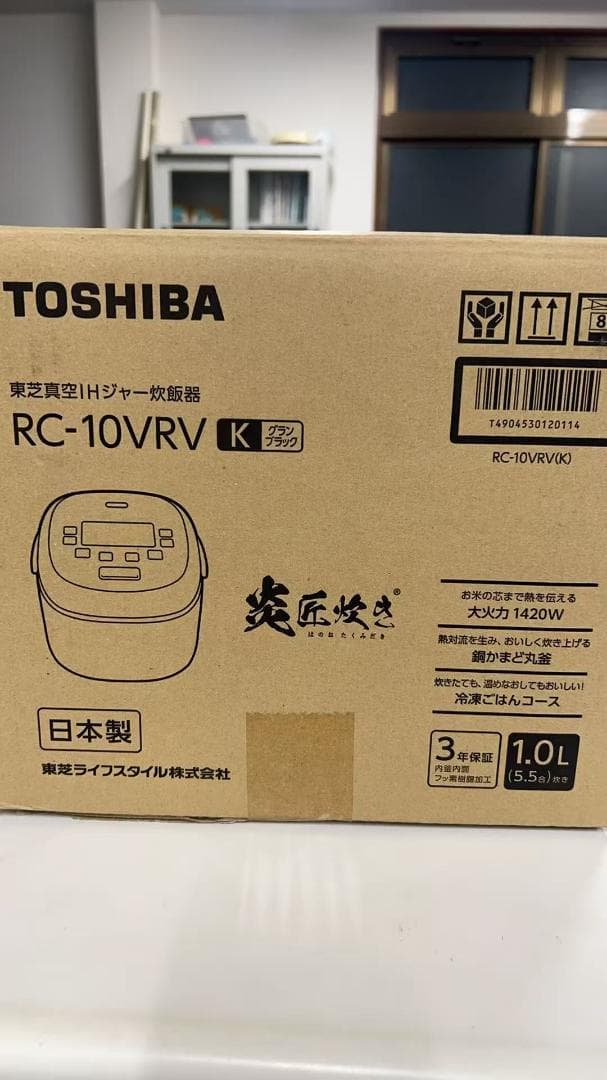 TOSHIBA
8
東芝真空IHジャー炊飯器
RC-10VRV K グラン
ブラック
T4904530120114
RC-10VRV(K)
炎匠炊き®
ほのお たくみだき
お米の芯まで熱を伝える
大火力 1420W
熱対流を生み、おいしく炊き上げる
銅かまど丸釜
炊きたても、温めなおしてもおいしい!
冷凍ごはんコース
日本製
東芝ライフスタイル株式会社
3年保証
内釜内面
フッ素樹脂加工
1.0L
(5.5合)炊き